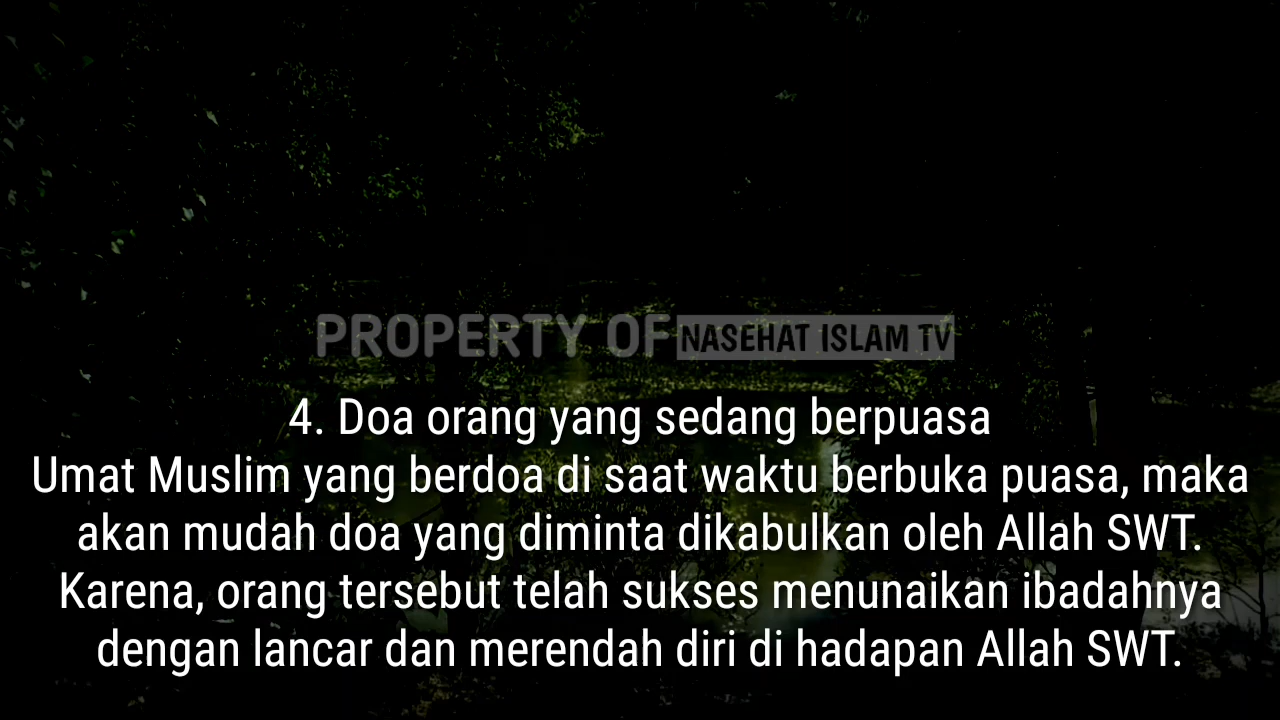 PROPERTY OF NASEHAT ISLAM TV
4. Doa orang yang sedang berpuasa
Umat Muslim yang berdoa di saat waktu berbuka puasa, maka
akan mudah doa yang diminta dikabulkan oleh Allah SWT.
Karena, orang tersebut telah sukses menunaikan ibadahnya
dengan lancar dan merendah diri di hadapan Allah SWT.